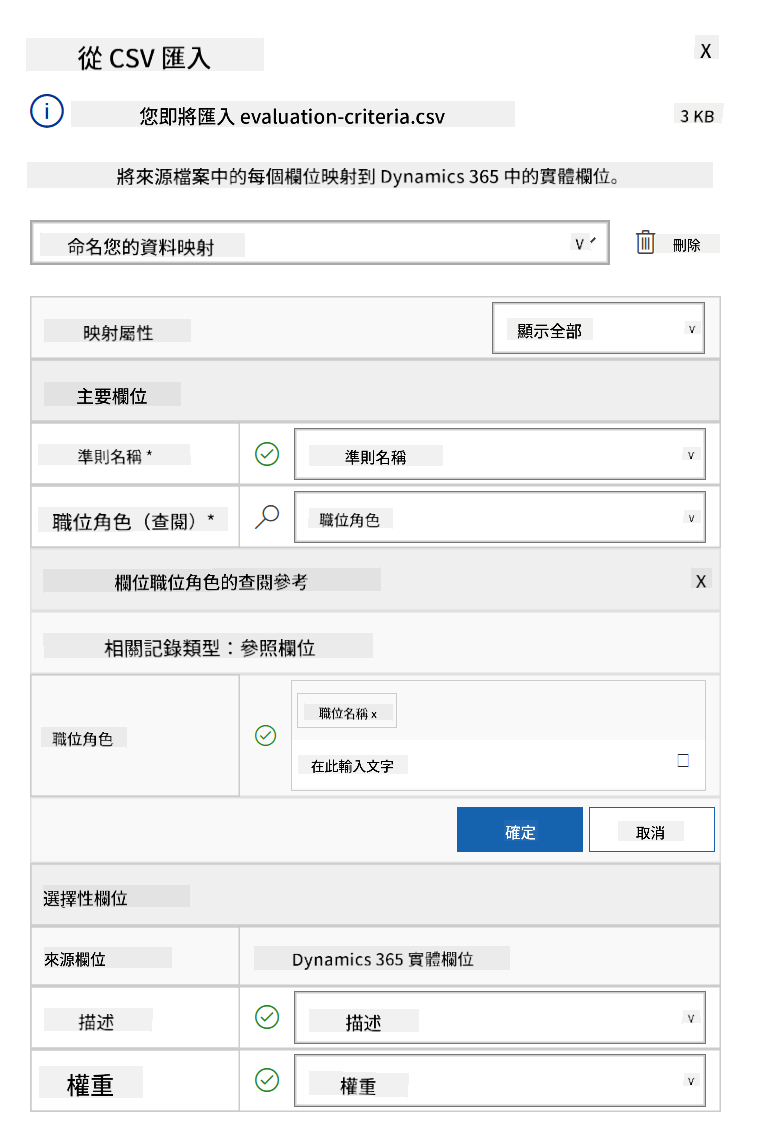 從 CSV 匯入
X
您即將匯入 evaluation-criteria.csv
3 KB
將來源檔案中的每個欄位映射到 Dynamics 365 中的實體欄位。
命名您的資料映射
刪除
映射屬性
顯示全部
主要欄位
準則名稱 *
準則名稱
職位角色（查閱）*
職位角色
欄位職位角色的查閱參考
X
相關記錄類型：參照欄位
職位角色
職位名稱 x
在此輸入文字
確定
取消
選擇性欄位
來源欄位
Dynamics 365 實體欄位
描述
描述
權重
權重